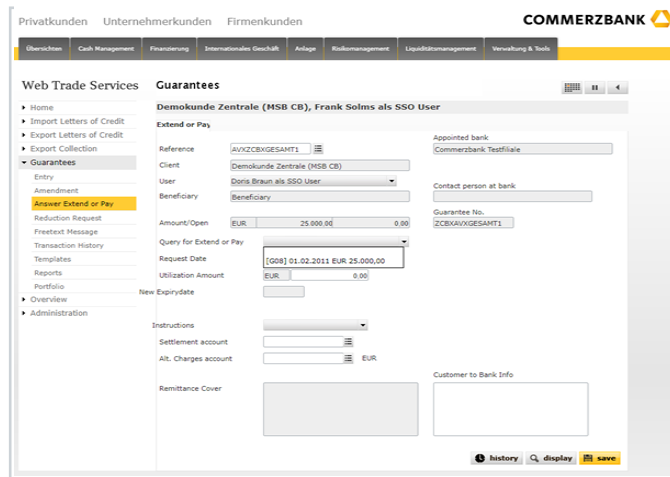 Privatkunden Unternehmerkunden Firmenkunden
COMMERZBANK
Übersichten Cash Management Finanzierung Internationales Geschäft Anlage Risikomanagement Liquiditätsmanagement Verwaltung & Tools
Web Trade Services
Home
Import Letters of Credit
Export Letters of Credit
Export Collection
Guarantees
Entry
Amendment
Answer Extend or Pay
Reduction Request
Freetext Message
Transaction History
Templates
Reports
Portfolio
Overview
Administration
Guarantees
Demokunde Zentrale (MSB CB), Frank Solms als SSO User
Extend or Pay
Appointed bank
Reference AVXZCBXGESAMT1 Commerzbank Testfiliale
Client Demokunde Zentrale (MSB CB)
User Doris Braun als SSO User
Contact person at bank
Beneficiary Beneficiary
Guarantee No.
Amount/Open EUR 25.000,00 0,00 ZCBXAVXGESAMT1
Query for Extend or Pay
Request Date [G08] 01.02.2011 EUR 25.000,00
Utilization Amount EUR 0,00
New Expirydate
Instructions
Settlement account
Alt. Charges account EUR
Customer to Bank Info
Remittance Cover
history display save